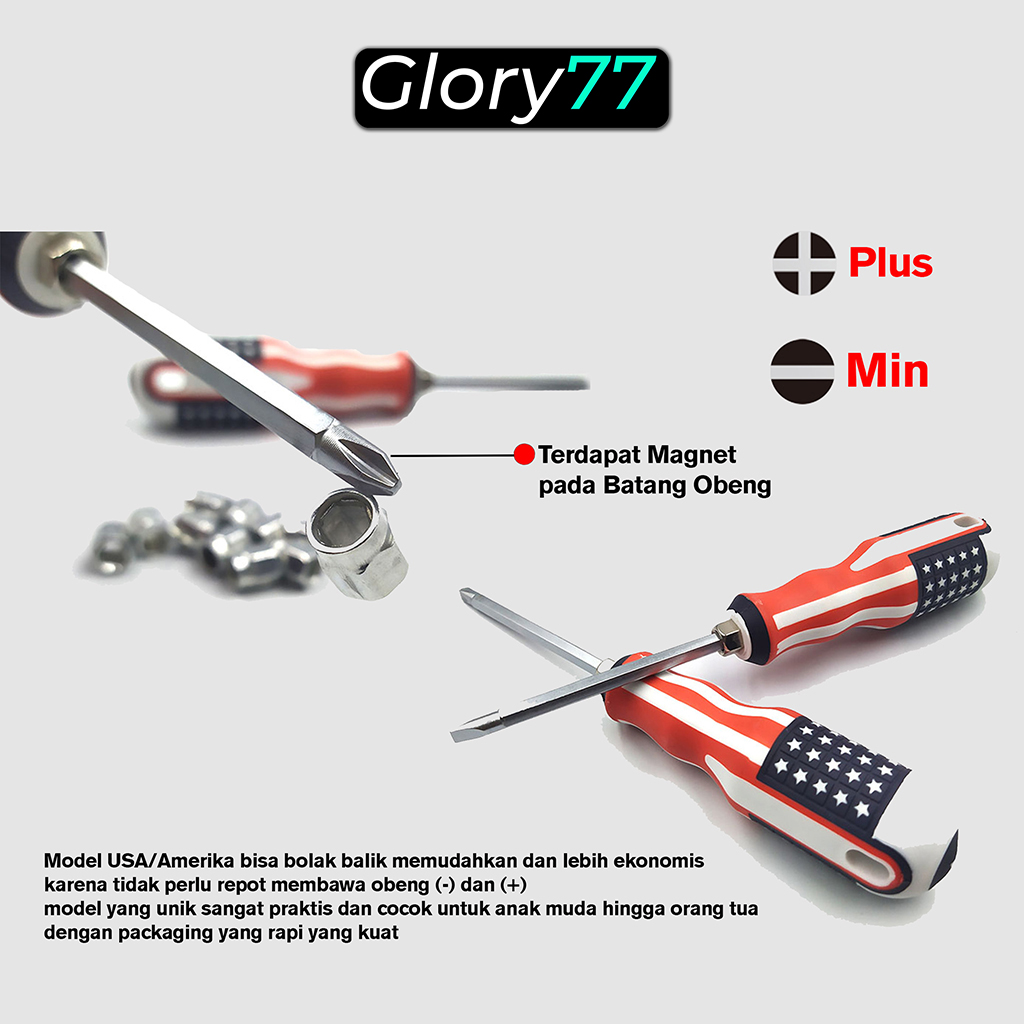 Glory77
Plus
Min
Terdapat Magnet
pada Batang Obeng
Model USA/Amerika bisa bolak balik memudahkan dan lebih ekonomis
karena tidak perlu repot membawa obeng (-) dan (+)
model yang unik sangat praktis dan cocok untuk anak muda hingga orang tua
dengan packaging yang rapi yang kuat